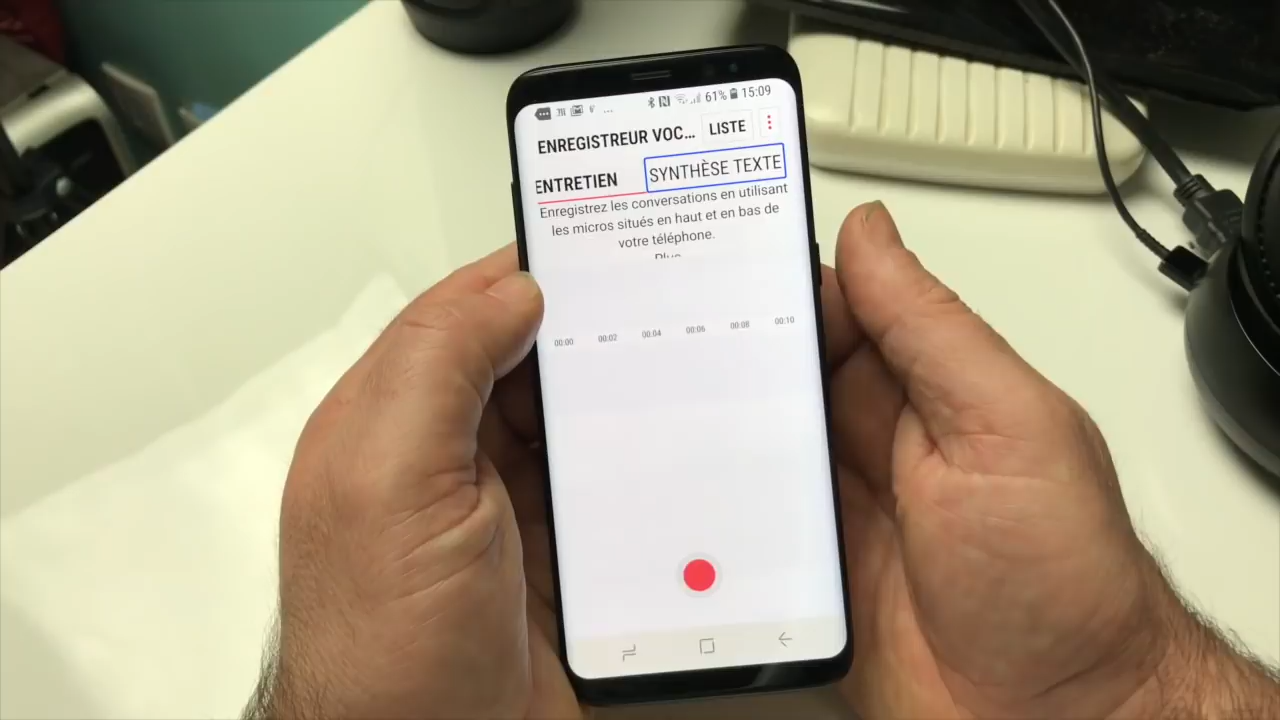 61% 15:09
ENREGISTREUR VOC... LISTE
ENTRETIEN SYNTHÈSE TEXTE
Enregistrez les conversations en utilisant
les micros situés en haut et en bas de
votre téléphone.
Plus
00:00 00:02 00:04 00:06 00:08 00:10